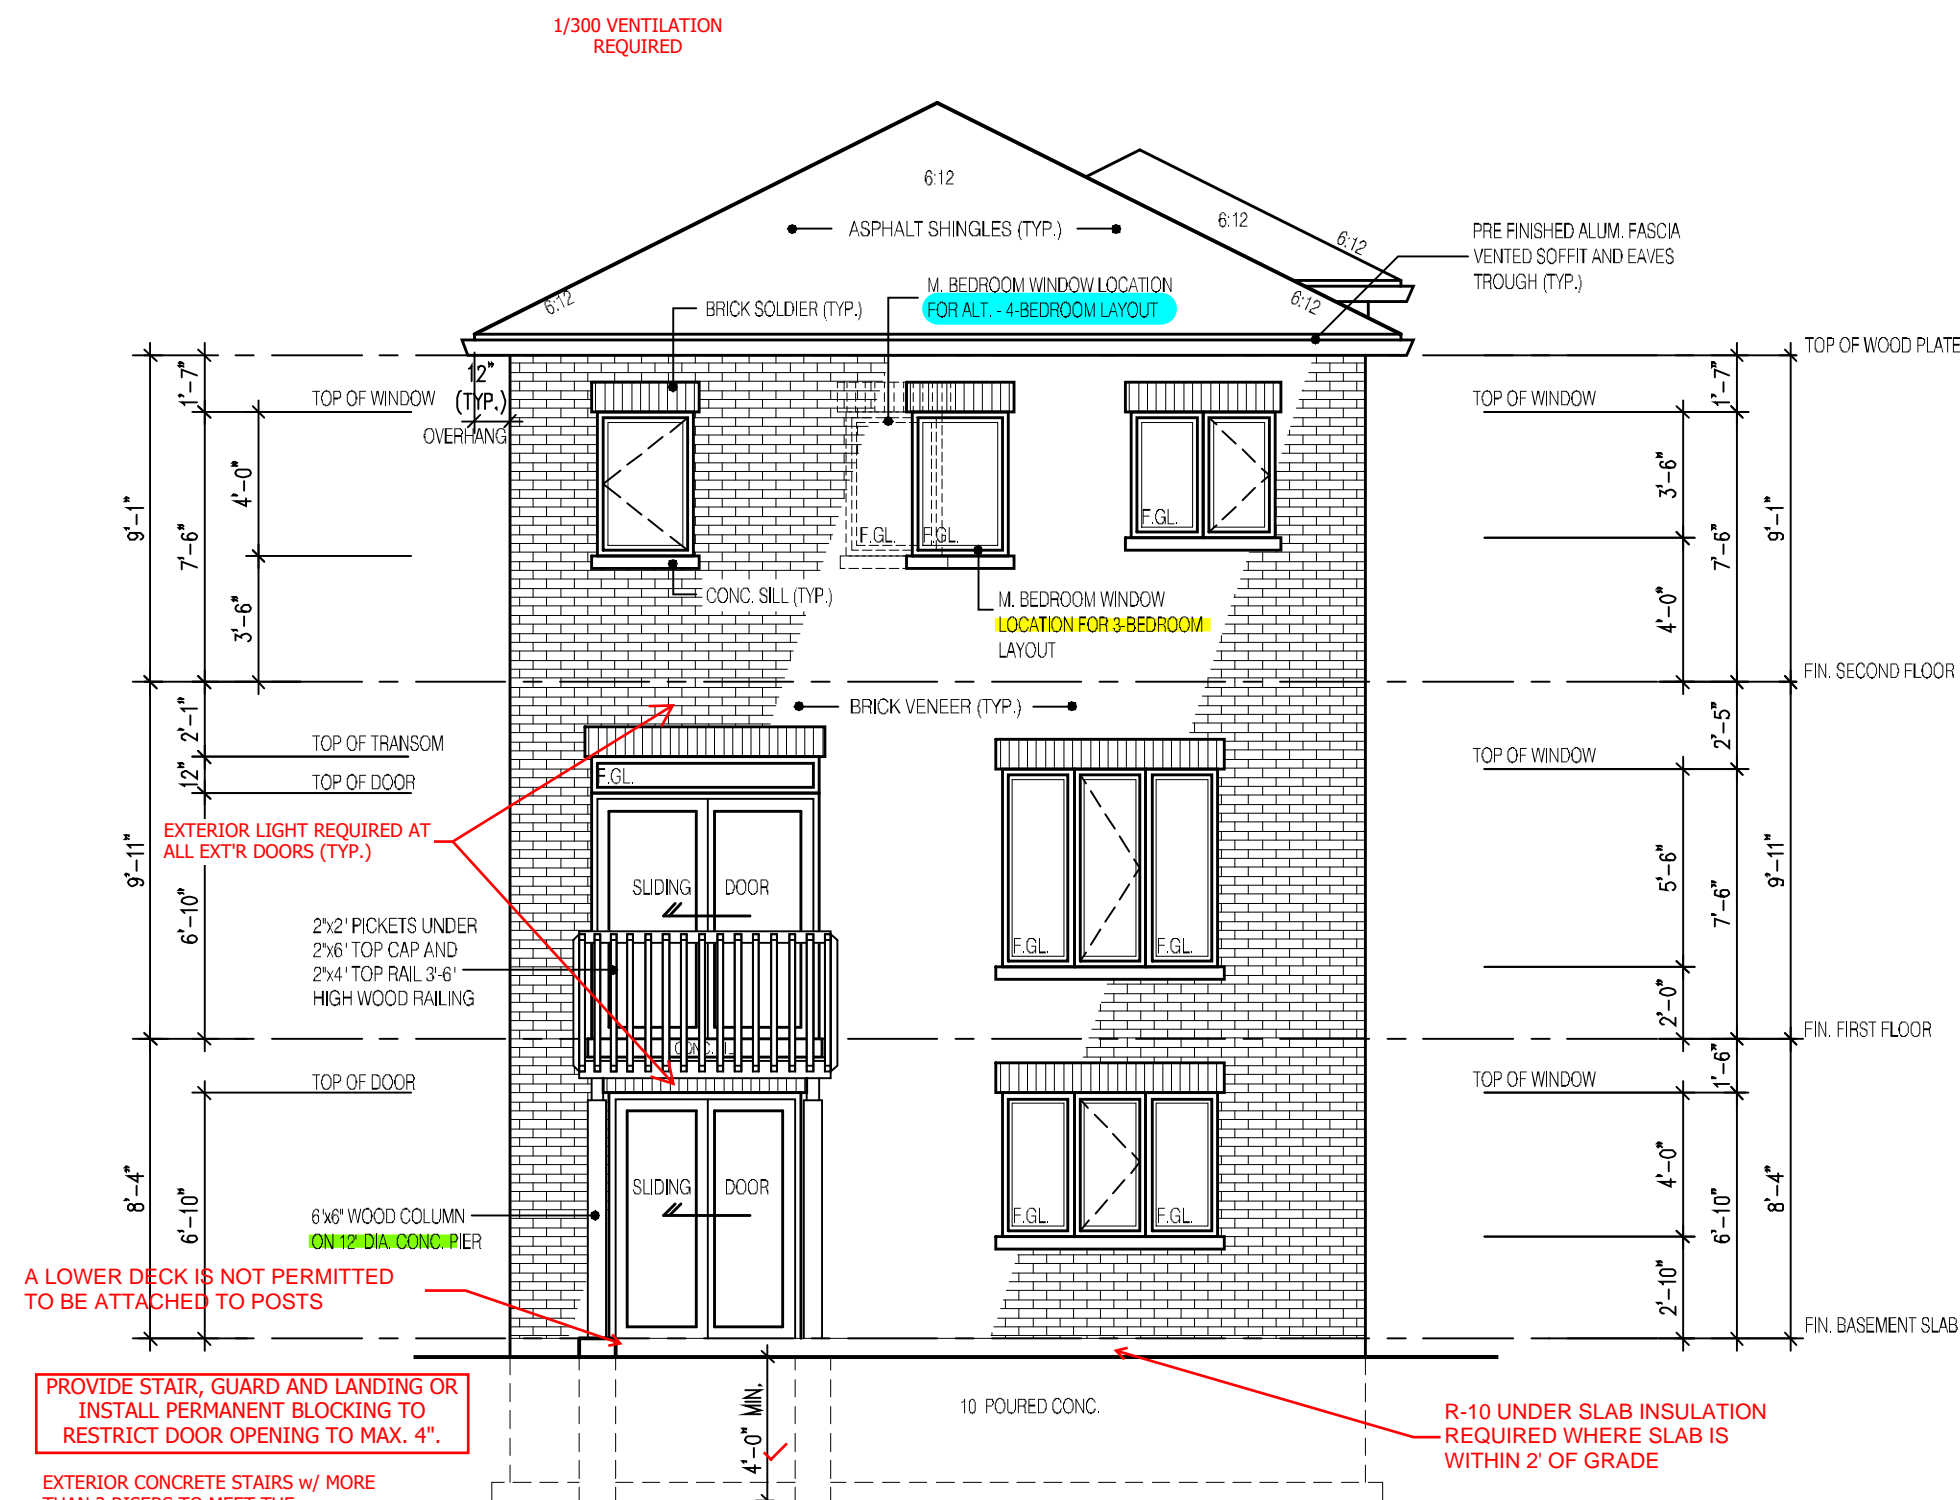 1/300 VENTILATION
REQUIRED
6:12
6:12
6:12
6:12
6:12
ASPHALT SHINGLES (TYP.)
PRE FINISHED ALUM. FASCIA
VENTED SOFFIT AND EAVES
TROUGH (TYP.)
M. BEDROOM WINDOW LOCATION
FOR ALT. - 4-BEDROOM LAYOUT
BRICK SOLDIER (TYP.)
TOP OF WOOD PLATE
12"
(TYP.)
OVERHANG
TOP OF WINDOW
TOP OF WINDOW
1'-7"
4'-0"
9'-1"
7'-6"
3'-6"
1'-7"
3'-6"
9'-1"
7'-6"
4'-0"
F.GL.
F.GL.
F.GL.
CONC. SILL (TYP.)
M. BEDROOM WINDOW
LOCATION FOR 3-BEDROOM
LAYOUT
FIN. SECOND FLOOR
BRICK VENEER (TYP.)
2'-1"
TOP OF TRANSOM
12"
TOP OF DOOR
2'-5"
TOP OF WINDOW
F.GL.
EXTERIOR LIGHT REQUIRED AT
ALL EXT'R DOORS (TYP.)
9'-11"
6'-10"
5'-6"
7'-6"
9'-11"
2'-0"
SLIDING DOOR
2"x2" PICKETS UNDER
2"x6" TOP CAP AND
2"x4" TOP RAIL 3'-6"
HIGH WOOD RAILING
F.GL.
F.GL.
FIN. FIRST FLOOR
TOP OF DOOR
1'-6"
TOP OF WINDOW
8'-4"
6'-10"
4'-0"
6'-10"
8'-4"
2'-10"
SLIDING DOOR
F.GL.
F.GL.
6"x6" WOOD COLUMN
ON 12" DIA. CONC. PIER
A LOWER DECK IS NOT PERMITTED
TO BE ATTACHED TO POSTS
FIN. BASEMENT SLAB
PROVIDE STAIR, GUARD AND LANDING OR
INSTALL PERMANENT BLOCKING TO
RESTRICT DOOR OPENING TO MAX. 4".
4'-0" MIN.
10 POURED CONC.
R-10 UNDER SLAB INSULATION
REQUIRED WHERE SLAB IS
WITHIN 2' OF GRADE
EXTERIOR CONCRETE STAIRS w/ MORE